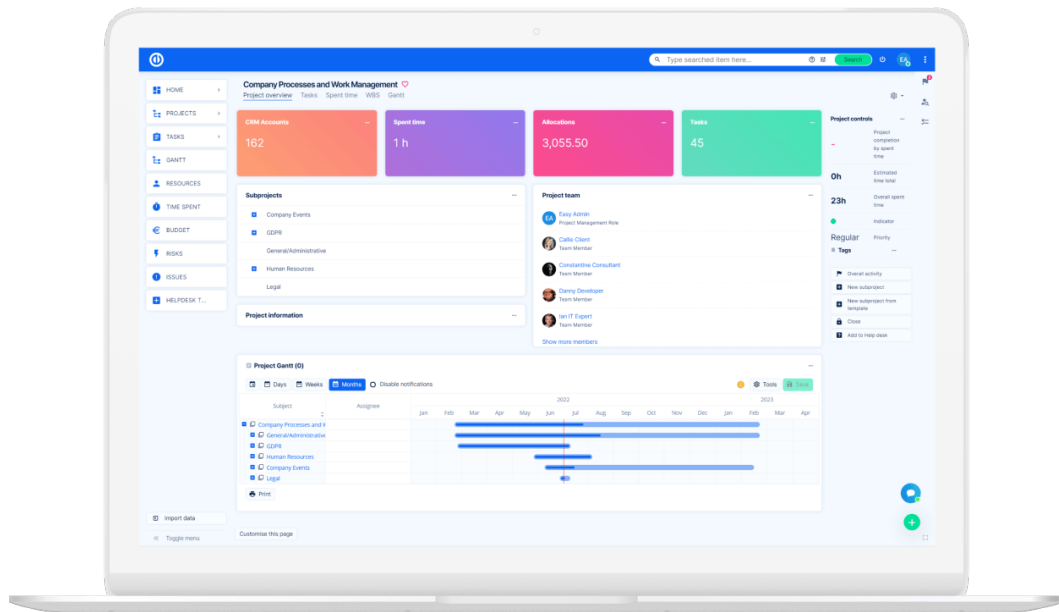 Type searched item here...
Search
EA
HOME
PROJECTS
TASKS
GANTT
RESOURCES
TIME SPENT
BUDGET
RISKS
ISSUES
HELPDESK T...
Import data
Toggle menu
Company Processes and Work Management
Project overview Tasks Spent time WBS Gantt
CRM Accounts
162
Spent time
1 h
Allocations
3,055.50
Tasks
45
Subprojects
Company Events
GDPR
General/Administrative
Human Resources
Legal
Project information
Project team
EA
Easy Admin
Project Management Role
Callie Client
Team Member
Constantine Consultant
Team Member
Danny Developer
Team Member
Ian IT Expert
Team Member
Show more members
Project controls
-
Project
completion
by spent
time
0h
Estimated
time total
23h
Overall spent
time
Indicator
Regular
Priority
Tags
Overall activity
New subproject
New subproject from
template
Close
Add to Help desk
Project Gantt (0)
Days Weeks Months Disable notifications
Tools Save
Subject Assignee
2022 2023
Jan Feb Mar Apr May Jun Jul Aug Sep Oct Nov Dec Jan Feb Mar Apr
Company Processes and
General/Administrative
GDPR
Human Resources
Company Events
Legal
Print
Customise this page